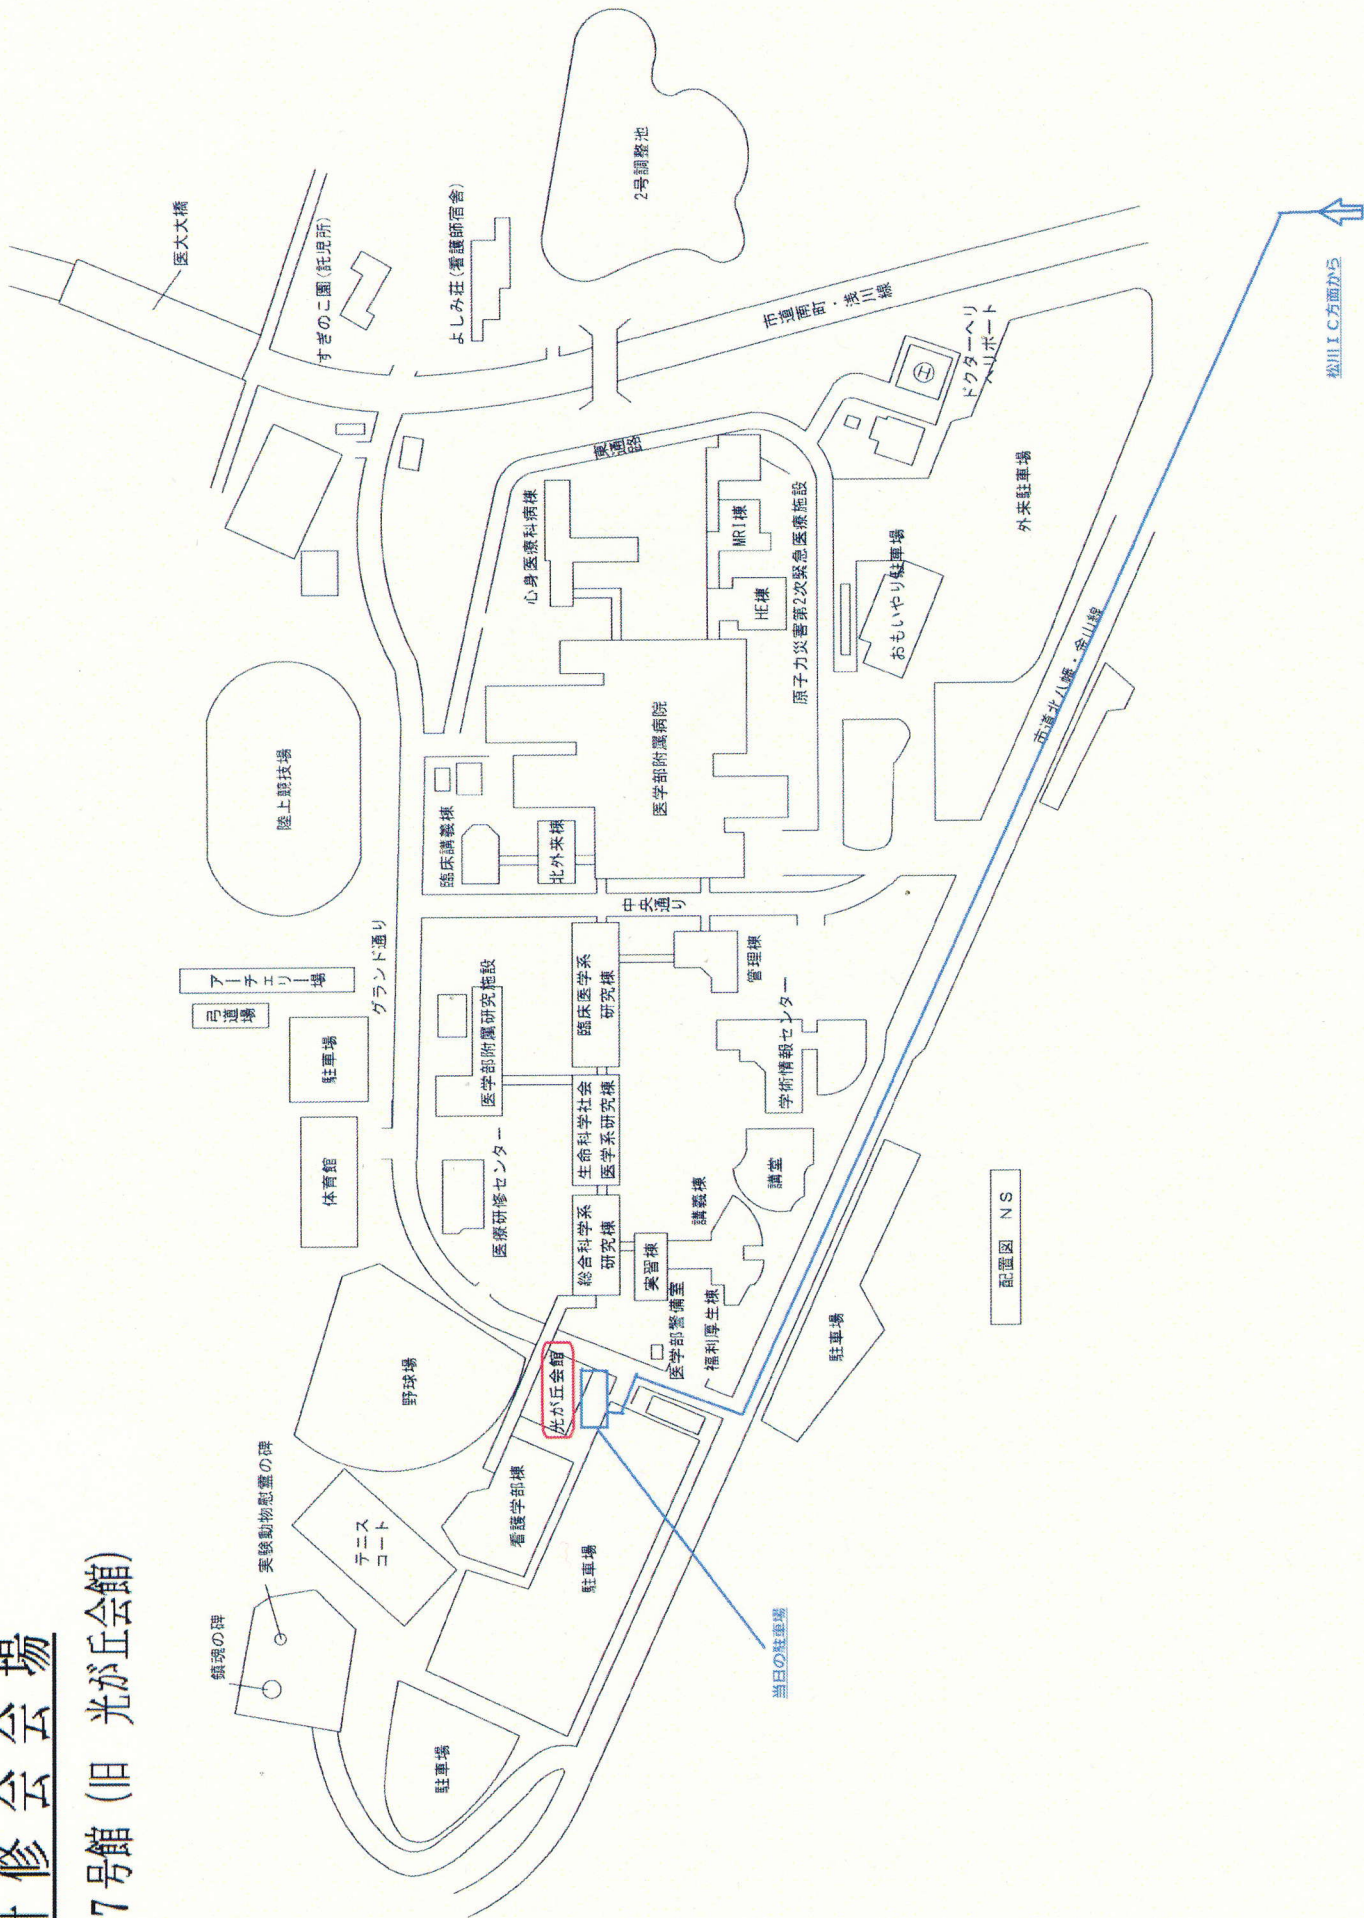 修会会場
7号館 (旧　光が丘会館)
鎮魂の碑
実験動物慰霊の碑
テニス
コート
野球場
体育館
駐車場
弓道場
アーチェリー場
グランド通り
陸上競技場
医大大橋
すぎのこ園(託児所)
よしみ荘(看護師宿舎)
2号調整池
市道南町・浅川線
東通路
心身医療科病棟
MRI棟
HE棟
原子力災害第2次緊急医療施設
ドクターヘリ
ヘリポート
H
外来駐車場
おもいやり駐車場
医学部附属病院
臨床講義棟
北外来棟
中央通り
医学部附属研究施設
医療研修センター
臨床医学系
研究棟
生命科学社会
医学系研究棟
総合科学系
研究棟
管理棟
学術情報センター
講堂
講義棟
実習棟
医学部警備室
福利厚生棟
光が丘会館
看護学部棟
駐車場
駐車場
駐車場
市道北八幡・金山線
当日の駐車場
配置図 NS
松川IC方面から